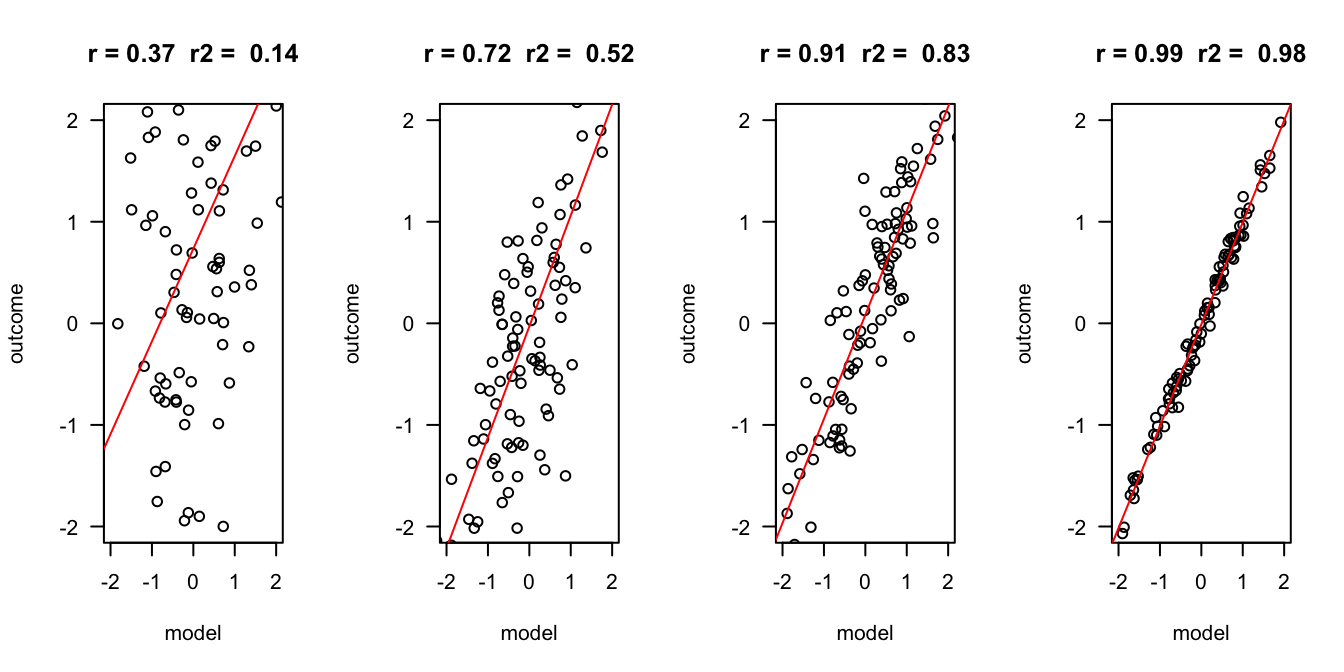 r = 0.37  r2 =  0.14
outcome
2
1
0
-1
-2
-2 -1 0 1 2
model
r = 0.72  r2 =  0.52
outcome
2
1
0
-1
-2
-2 -1 0 1 2
model
r = 0.91  r2 =  0.83
outcome
2
1
0
-1
-2
-2 -1 0 1 2
model
r = 0.99  r2 =  0.98
outcome
2
1
0
-1
-2
-2 -1 0 1 2
model